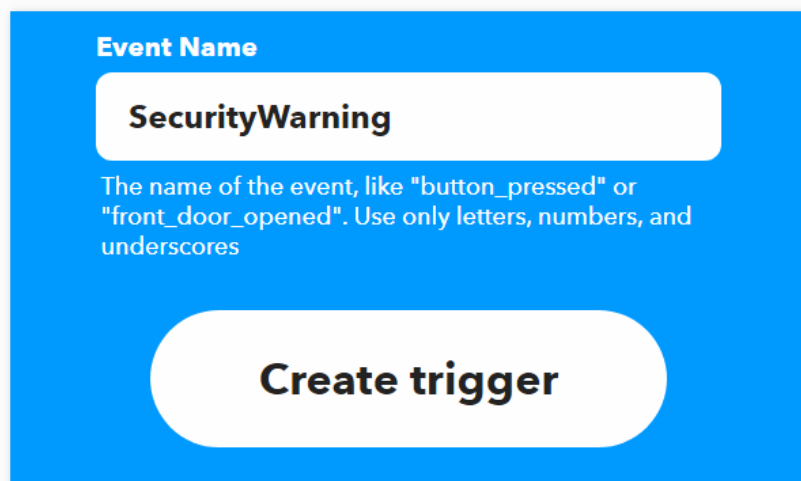 Event Name
SecurityWarning
The name of the event, like "button_pressed" or
"front_door_opened". Use only letters, numbers, and
underscores
Create trigger